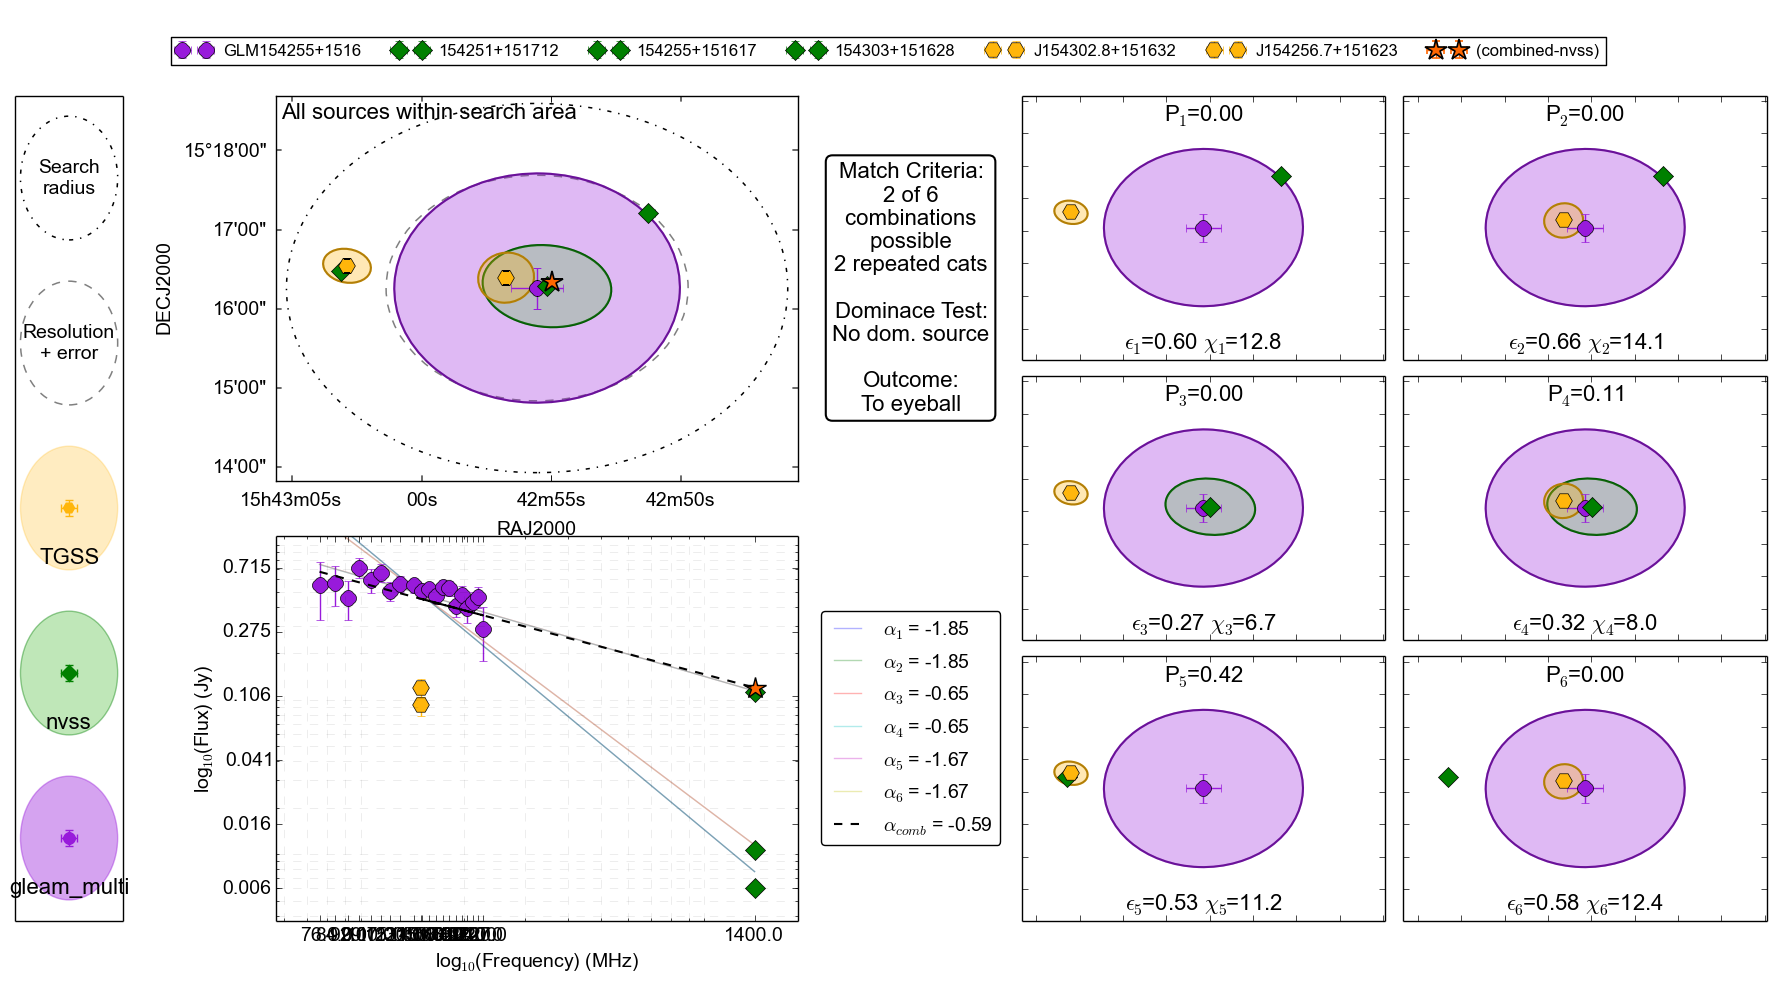 GLM154255+1516 154251+151712 154255+151617 154303+151628 J154302.8+151632 J154256.7+151623 (combined-nvss)
Search
radius
Resolution
+ error
TGSS
nvss
gleam_multi
All sources within search area
15°18'00"
17'00"
16'00"
15'00"
14'00"
DECJ2000
15h43m05s 00s 42m55s 42m50s
RAJ2000
Match Criteria:
2 of 6
combinations
possible
2 repeated cats
Dominace Test:
No dom. source
Outcome:
To eyeball
0.715
0.275
0.106
0.041
0.016
0.006
log₁₀(Flux) (Jy)
1400.0
log₁₀(Frequency) (MHz)
α₁ = -1.85
α₂ = -1.85
α₃ = -0.65
α₄ = -0.65
α₅ = -1.67
α₆ = -1.67
α_comb = -0.59
P₁=0.00
ϵ₁=0.60 χ₁=12.8
P₂=0.00
ϵ₂=0.66 χ₂=14.1
P₃=0.00
ϵ₃=0.27 χ₃=6.7
P₄=0.11
ϵ₄=0.32 χ₄=8.0
P₅=0.42
ϵ₅=0.53 χ₅=11.2
P₆=0.00
ϵ₆=0.58 χ₆=12.4